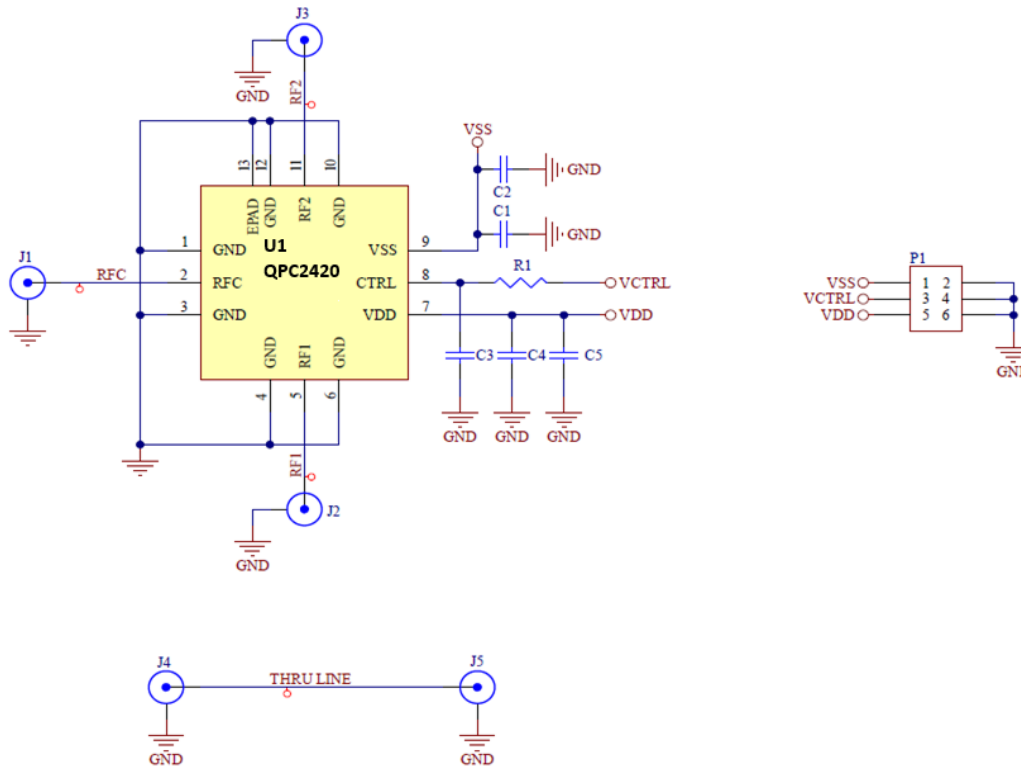 J3
GND
RF2
VSS
C2
GND
C1
GND
13
12
11
10
EPAD
GND
RF2
GND
U1
QPC2420
1
GND
VSS
9
J1
RFC
2
RFC
CTRL
8
R1
VCTRL
3
GND
VDD
7
VDD
GND
RF1
GND
4
5
6
C3
C4
C5
GND
GND
GND
RF1
J2
GND
P1
VSS
1 2
VCTRL
3 4
VDD
5 6
GND
J4
THRU LINE
J5
GND
GND